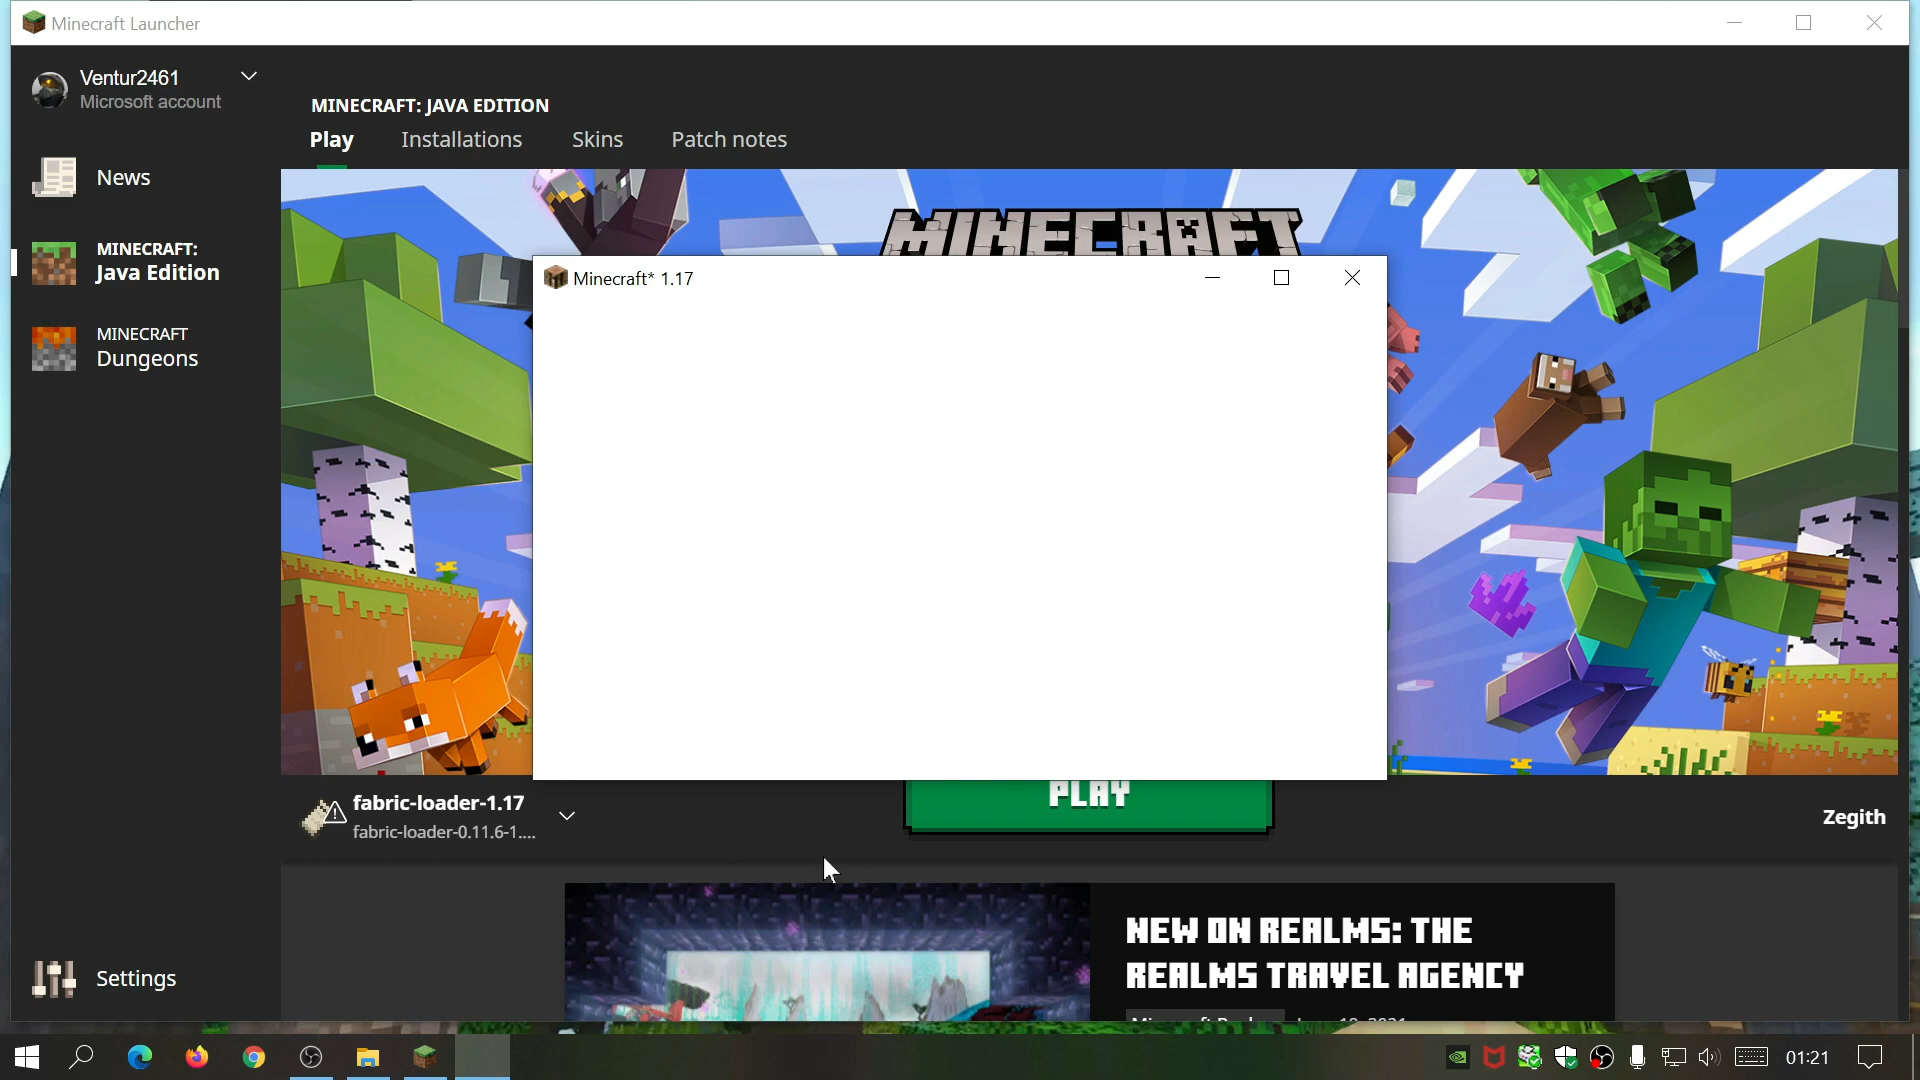 Minecraft Launcher
Ventur2461
Microsoft account
News
MINECRAFT:
Java Edition
MINECRAFT
Dungeons
Settings
MINECRAFT: JAVA EDITION
Play
Installations
Skins
Patch notes
MINECRAFT
Minecraft* 1.17
fabric-loader-1.17
fabric-loader-0.11.6-1....
PLAY
Zegith
NEW ON REALMS: THE
REALMS TRAVEL AGENCY
01:21